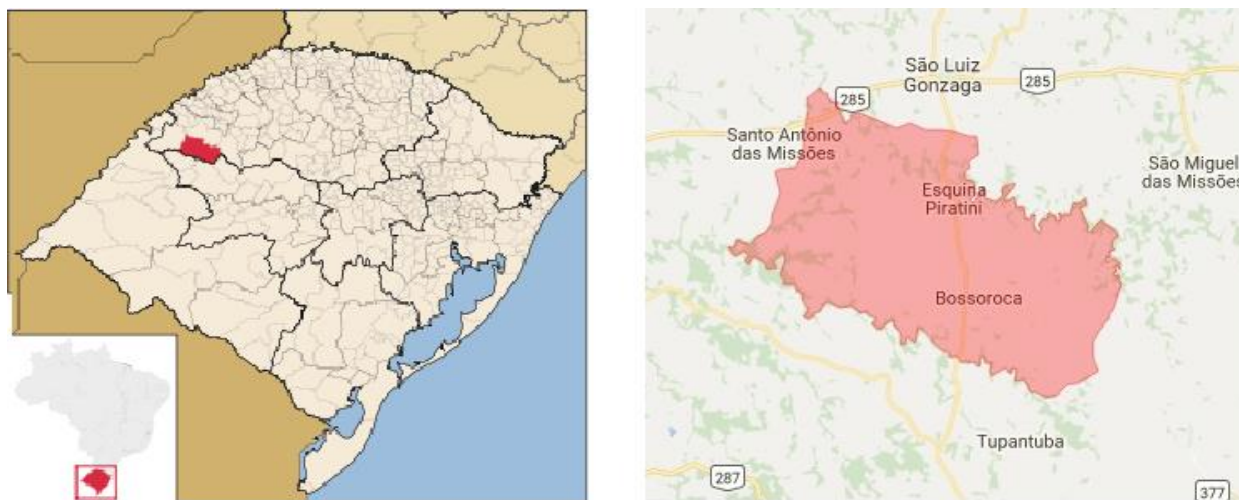 São Luiz
Gonzaga
285
285
Santo Antônio
das Missões
São Miguel
das Missões
Esquina
Piratini
Bossoroca
Tupantuba
287
377